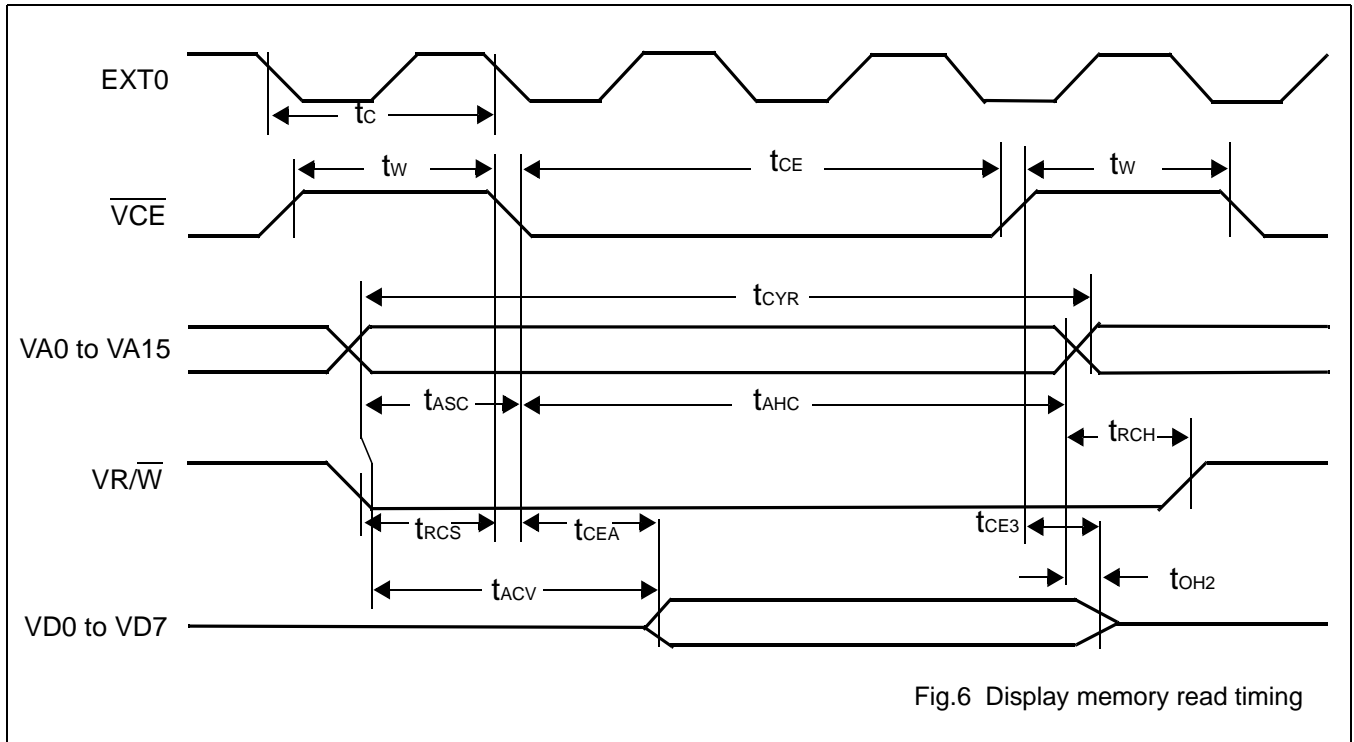 EXT0
tC
tW
tCE
tW
VCE
tCYR
VA0 to VA15
tASC
tAHC
tRCH
VR/W
tRCS
tCEA
tCE3
tACV
tOH2
VD0 to VD7
Fig.6 Display memory read timing